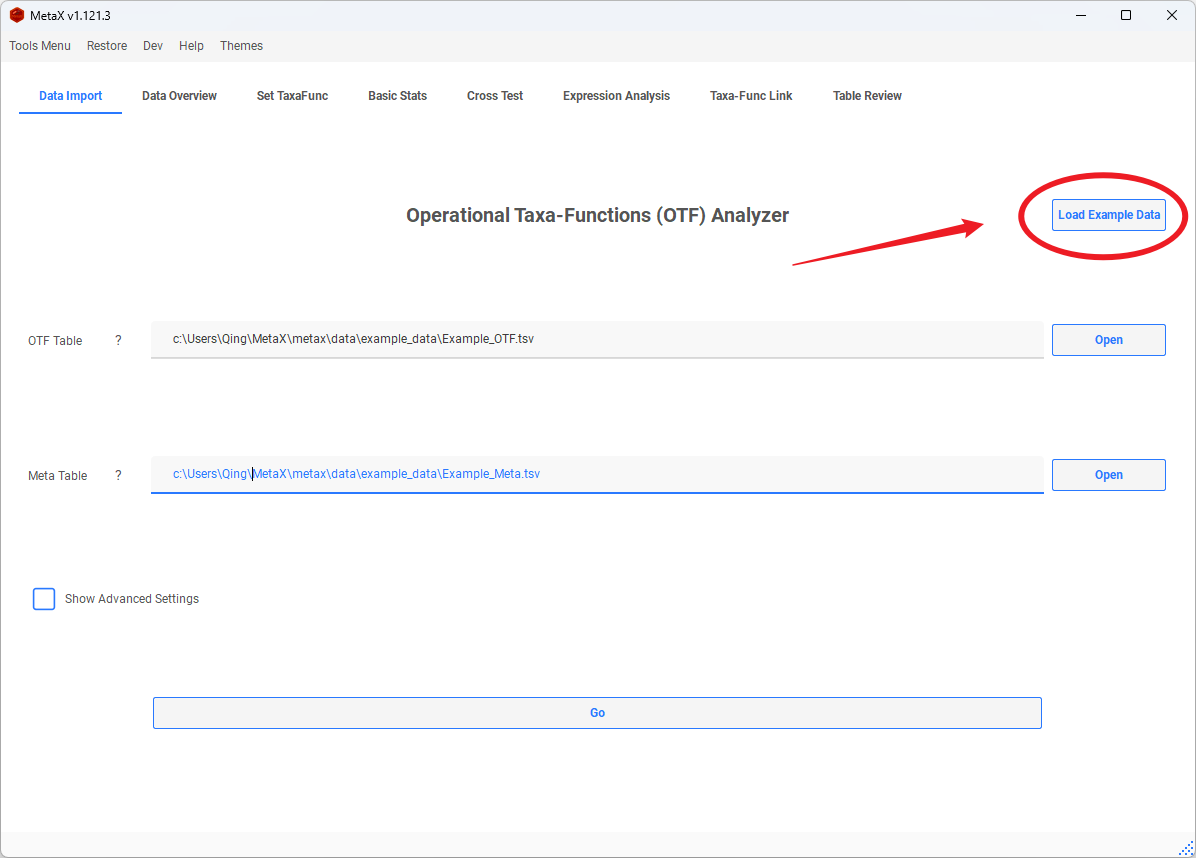 MetaX v1.121.3
Tools Menu Restore Dev Help Themes
Data Import Data Overview Set TaxaFunc Basic Stats Cross Test Expression Analysis Taxa-Func Link Table Review
Operational Taxa-Functions (OTF) Analyzer
Load Example Data
OTF Table ? c:\Users\Qing\MetaX\metax\data\example_data\Example_OTF.tsv Open
Meta Table ? c:\Users\Qing\MetaX\metax\data\example_data\Example_Meta.tsv Open
Show Advanced Settings
Go